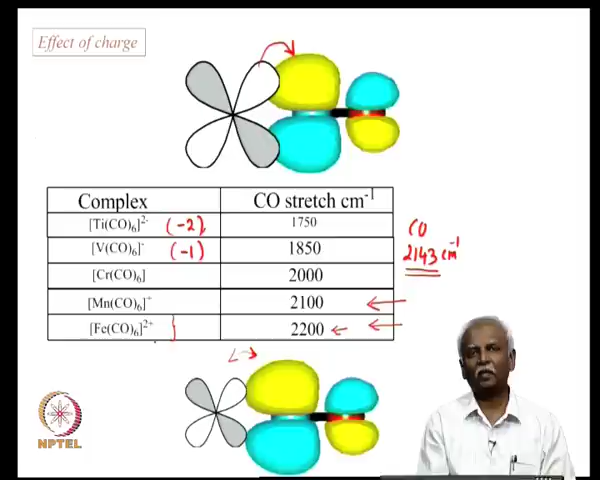 Effect of charge
Complex CO stretch cm⁻¹
[Ti(CO)₆]²⁻ (-2) 1750
[V(CO)₆]⁻ (-1) 1850
[Cr(CO)₆] 2000
[Mn(CO)₆]⁺ 2100
[Fe(CO)₆]²⁺ 2200
CO
2143 cm⁻¹
NPTEL